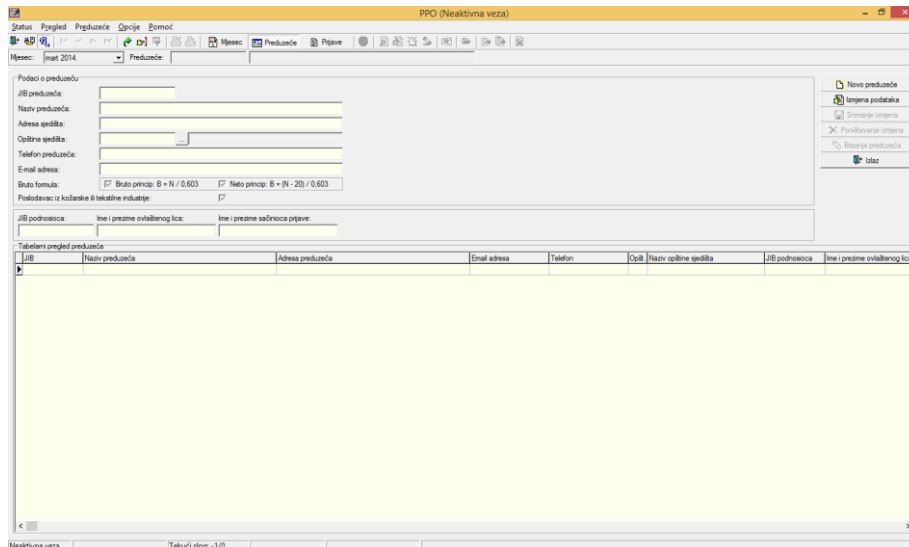 PPO (Neaktivna veza)
Status Pregled Preduzeće Opcije Pomoć
Mjesec Preduzeće Prijave
Mjesec: mart 2014. Preduzeće:
Podaci o preduzeću
JIB preduzeća:
Naziv preduzeća:
Adresa sjedišta:
Opština sjedišta: ...
Telefon preduzeća:
E-mail adresa:
Bruto formula: Bruto princip: B = N / 0,603 Neto princip: B = (N - 20) / 0,603
Poslodavac iz kožarske ili tekstilne industrije:
Novo preduzeće
Izmjena podataka
Snimanje izmjena
Poništavanje izmjena
Brisanje preduzeća
Izlaz
JIB podnosioca: Ime i prezime ovlaštenog lica: Ime i prezime sačinioca prijave:
Tabelarni pregled preduzeća
JIB Naziv preduzeća Adresa preduzeća Email adresa Telefon Opšt. Naziv opštine sjedišta JIB podnosioca Ime i prezime ovlaštenog lica
Neaktivna veza Tekući slog: -1/0